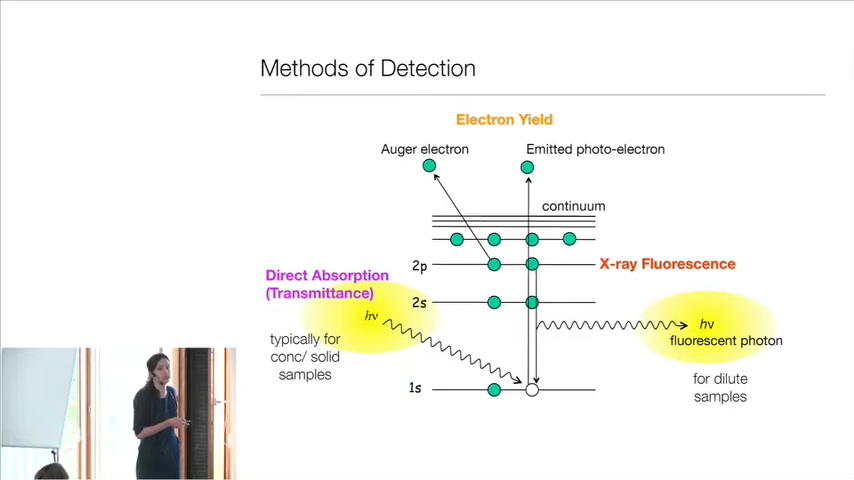 Methods of Detection
Electron Yield
Auger electron
Emitted photo-electron
continuum
2p
X-ray Fluorescence
Direct Absorption
(Transmittance)
2s
hν
hν
fluorescent photon
typically for
conc/ solid
samples
for dilute
samples
1s